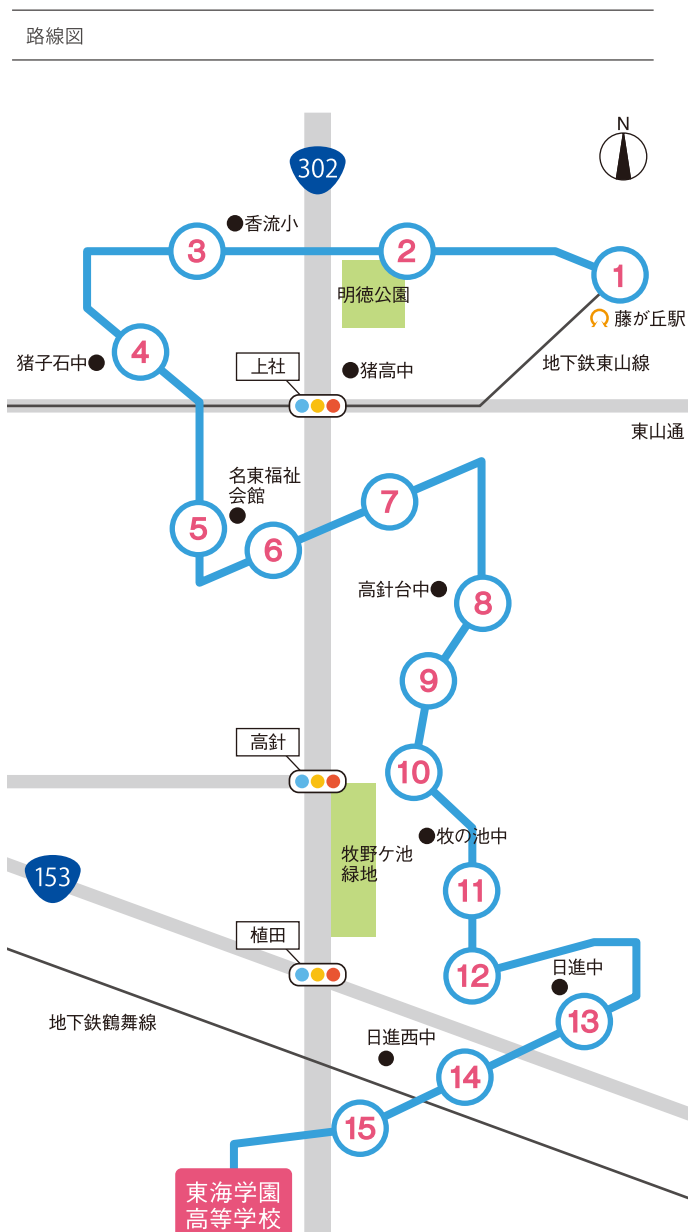 路線図
N
302
香流小
3
2
1
明徳公園
藤が丘駅
4
猪子石中
上社
猪高中
地下鉄東山線
東山通
名東福祉
会館
7
5
6
高針台中
8
9
高針
10
牧の池中
牧野ケ池
緑地
153
11
植田
12
日進中
13
地下鉄鶴舞線
日進西中
14
15
東海学園
高等学校